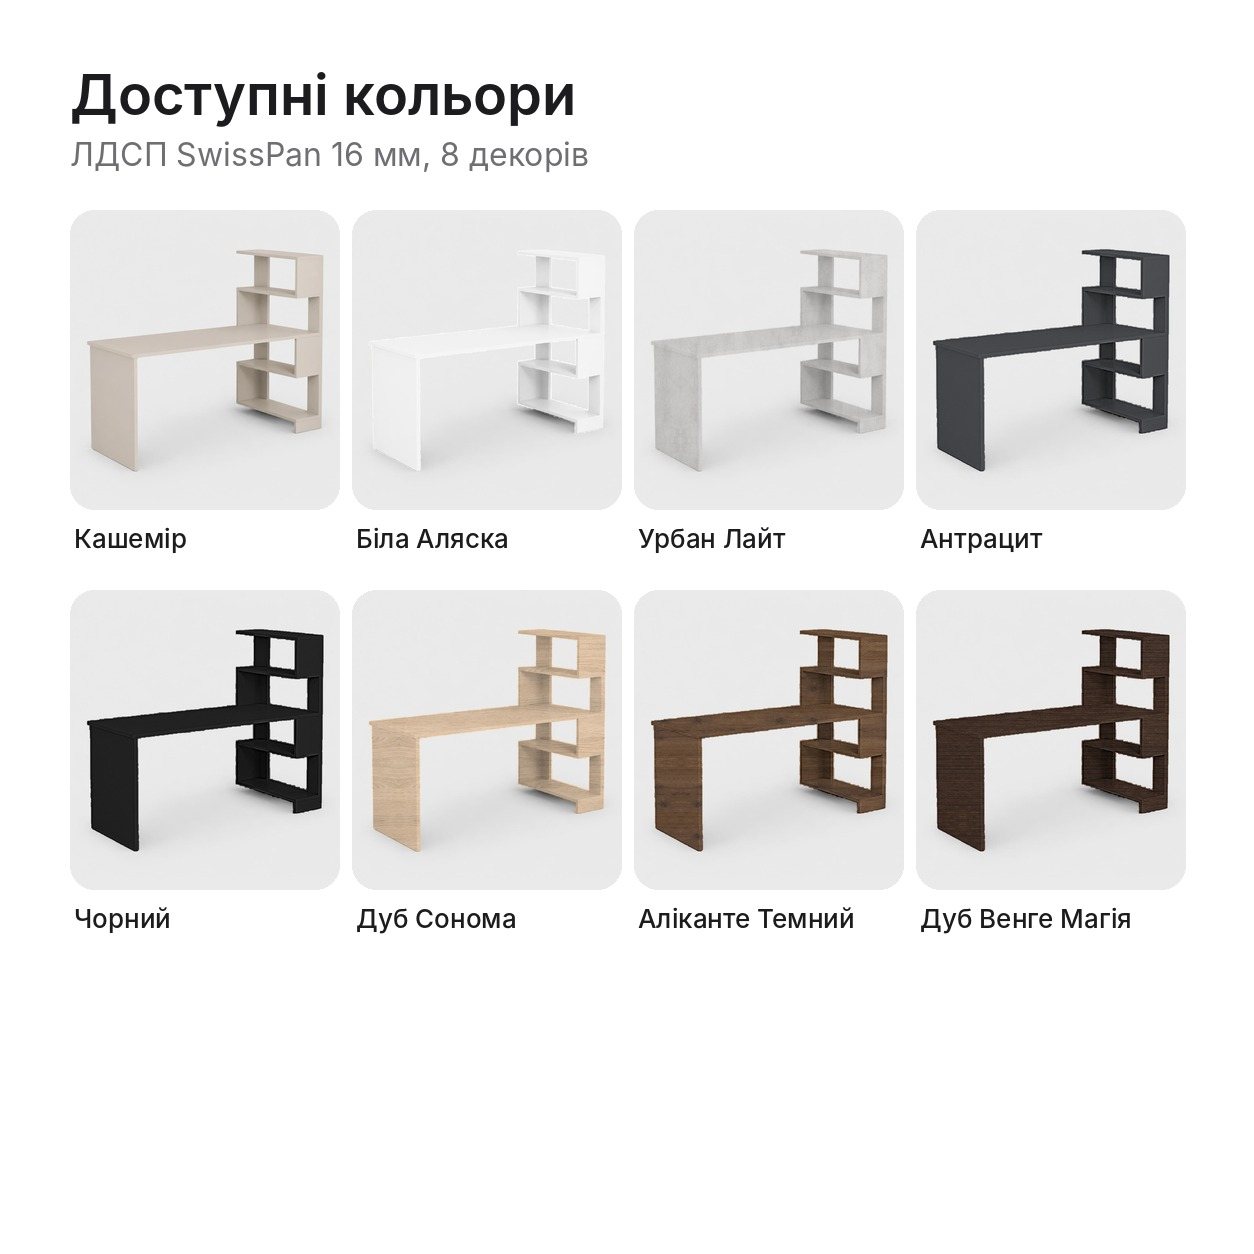 Доступні кольори
ЛДСП SwissPan 16 мм, 8 декорів
Кашемір
Біла Аляска
Урбан Лайт
Антрацит
Чорний
Дуб Сонома
Аліканте Темний
Дуб Венге Магія